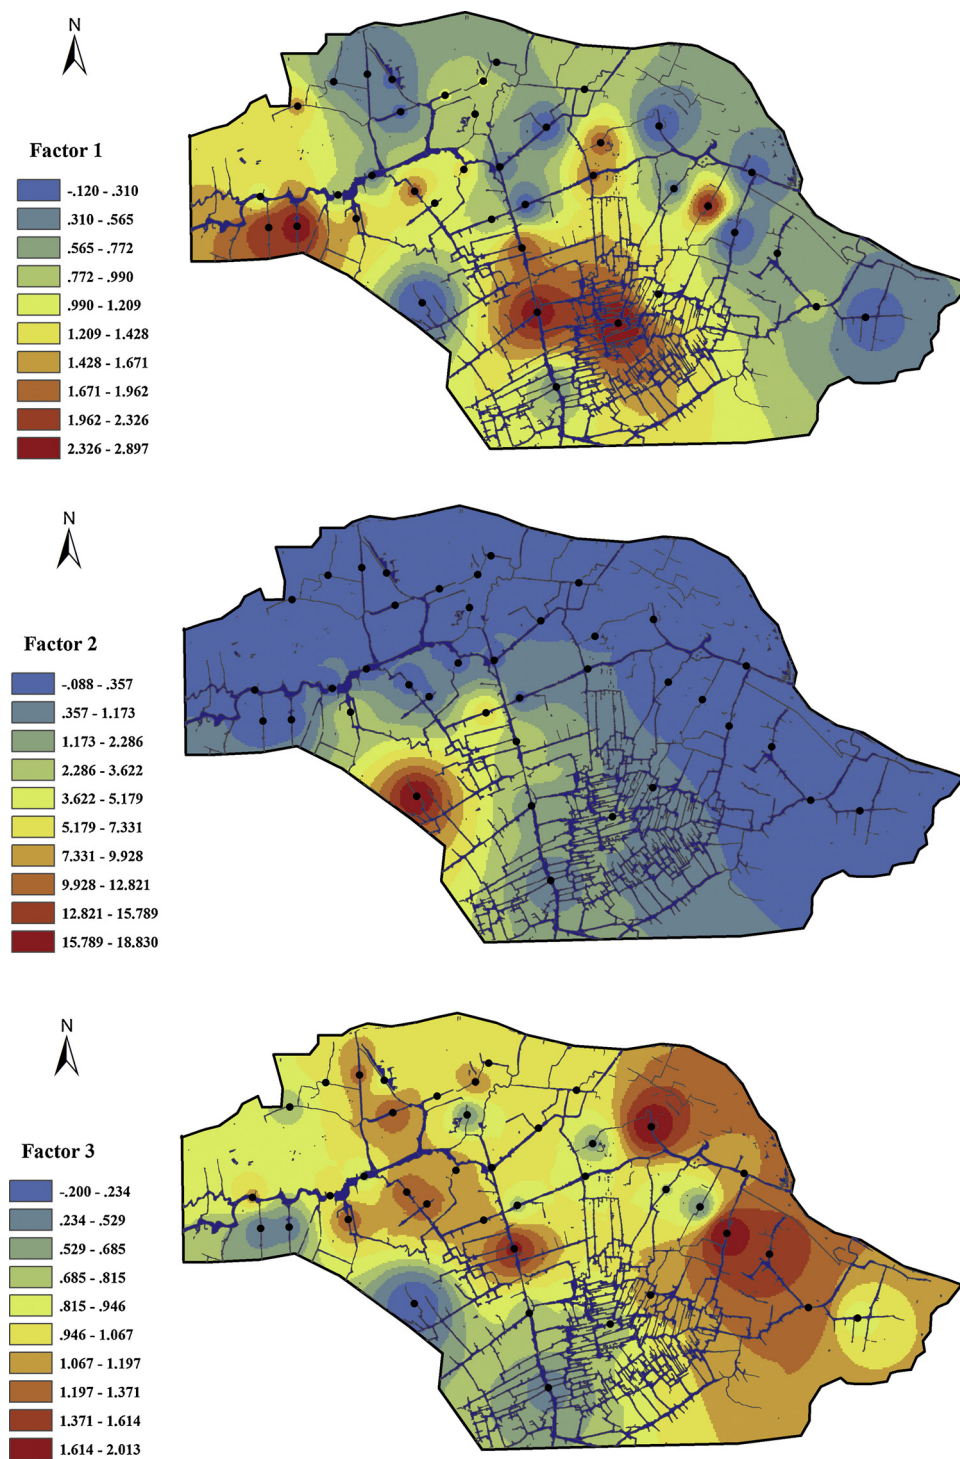 N
Factor 1
-.120 - .310
.310 - .565
.565 - .772
.772 - .990
.990 - 1.209
1.209 - 1.428
1.428 - 1.671
1.671 - 1.962
1.962 - 2.326
2.326 - 2.897
N
Factor 2
-.088 - .357
.357 - 1.173
1.173 - 2.286
2.286 - 3.622
3.622 - 5.179
5.179 - 7.331
7.331 - 9.928
9.928 - 12.821
12.821 - 15.789
15.789 - 18.830
N
Factor 3
-.200 - .234
.234 - .529
.529 - .685
.685 - .815
.815 - .946
.946 - 1.067
1.067 - 1.197
1.197 - 1.371
1.371 - 1.614
1.614 - 2.013